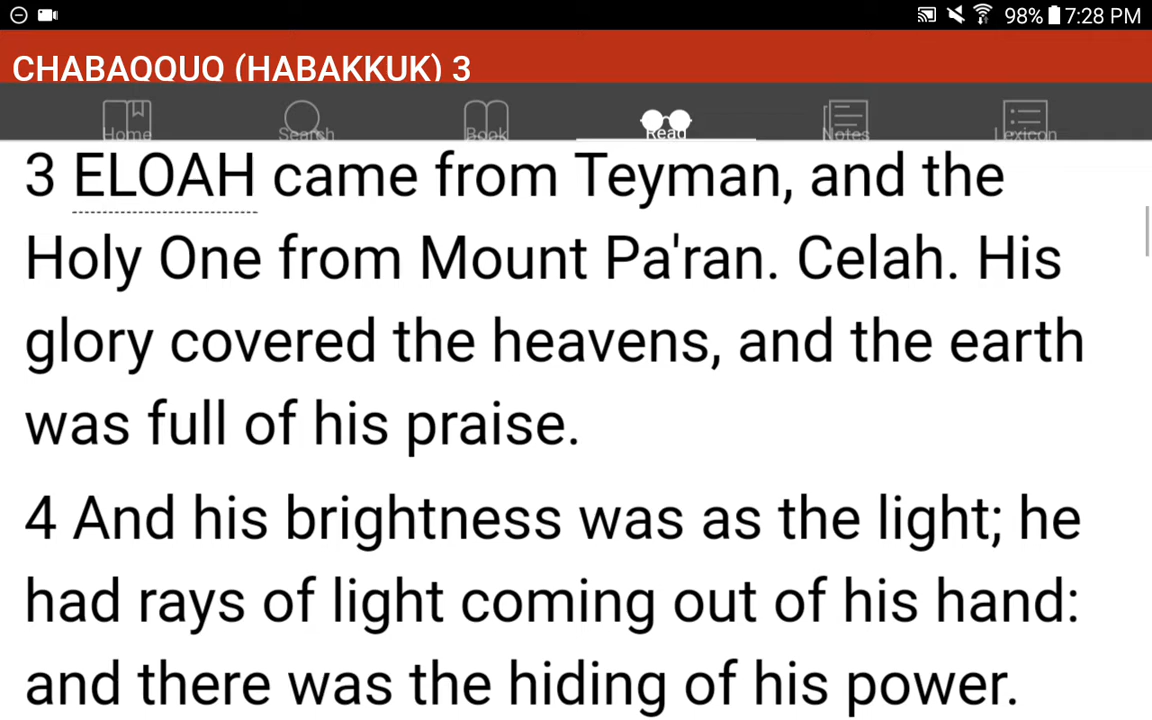 98% 7:28 PM
CHABAQQUQ (HABAKKUK) 3
Home Search Book Read Notes Lexicon
3 ELOAH came from Teyman, and the
Holy One from Mount Pa'ran. Celah. His
glory covered the heavens, and the earth
was full of his praise.
4 And his brightness was as the light; he
had rays of light coming out of his hand:
and there was the hiding of his power.